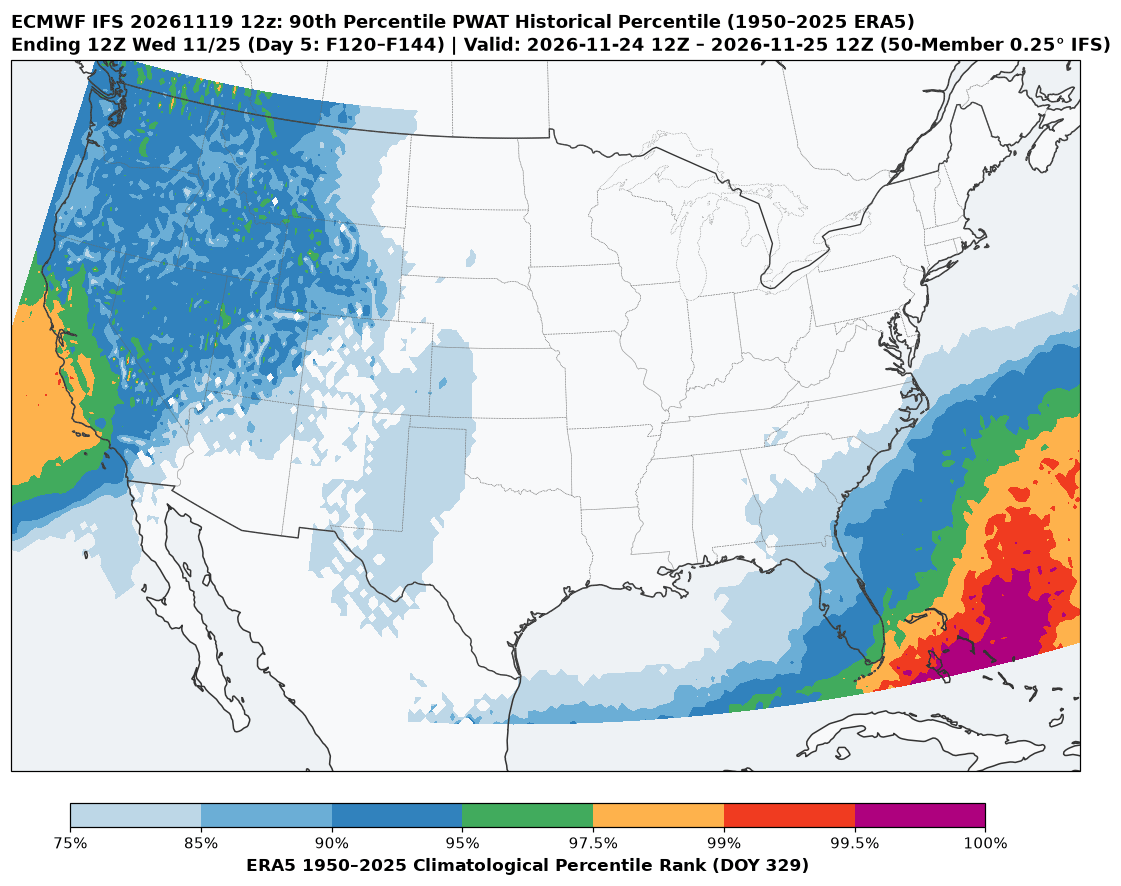 ECMWF IFS 20261119 12z: 90th Percentile PWAT Historical Percentile (1950–2025 ERA5)
Ending 12Z Wed 11/25 (Day 5: F120–F144) | Valid: 2026-11-24 12Z – 2026-11-25 12Z (50-Member 0.25° IFS)
75% 85% 90% 95% 97.5% 99% 99.5% 100%
ERA5 1950–2025 Climatological Percentile Rank (DOY 329)